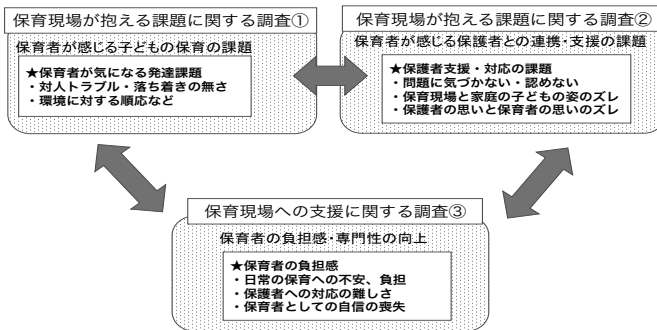 保育現場が抱える課題に関する調査①
保育者が感じる子どもの保育の課題
★保育者が気になる発達課題
・対人トラブル・落ち着きの無さ
・環境に対する順応など
保育現場が抱える課題に関する調査②
保育者が感じる保護者との連携・支援の課題
★保護者支援・対応の課題
・問題に気づかない・認めない
・保育現場と家庭の子どもの姿のズレ
・保護者の思いと保育者の思いのズレ
保育現場への支援に関する調査③
保育者の負担感・専門性の向上
★保育者の負担感
・日常の保育への不安、負担
・保護者への対応の難しさ
・保育者としての自信の喪失